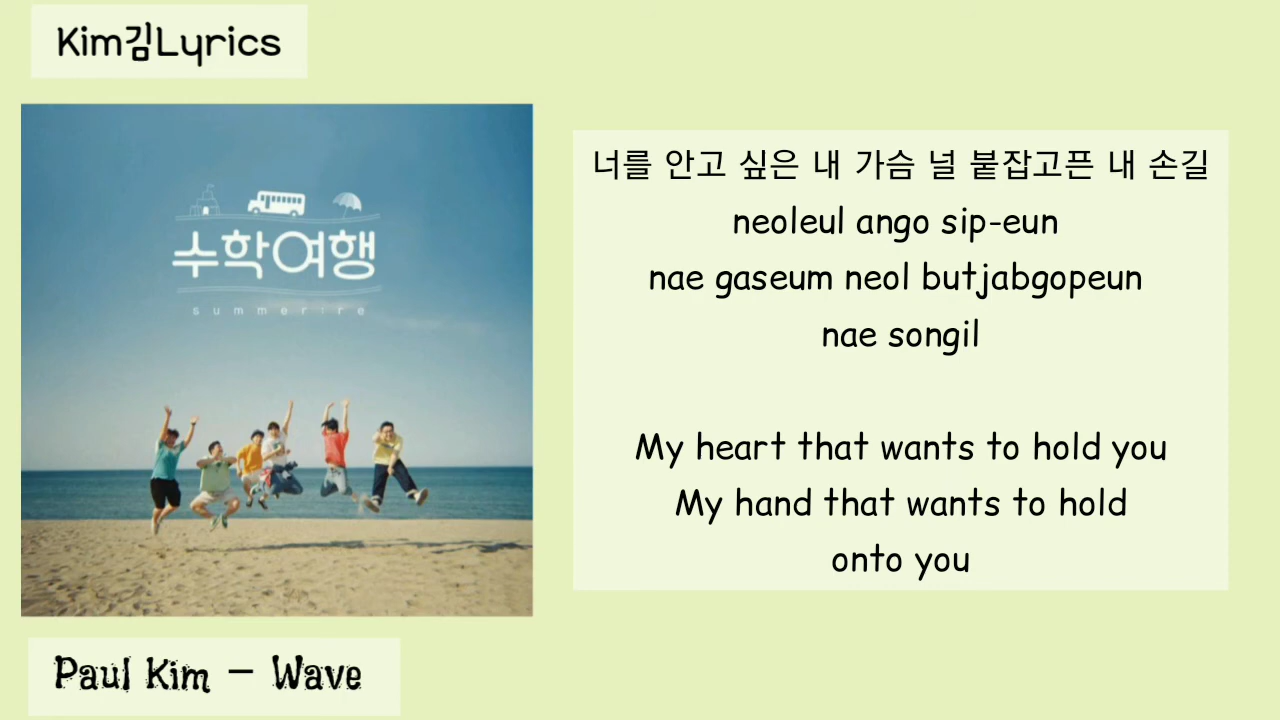 Kim김Lyrics
수학여행
summer:re
너를 안고 싶은 내 가슴 널 붙잡고픈 내 손길
neoleul ango sip-eun
nae gaseum neol butjabgopeun
nae songil
My heart that wants to hold you
My hand that wants to hold
onto you
Paul Kim - Wave